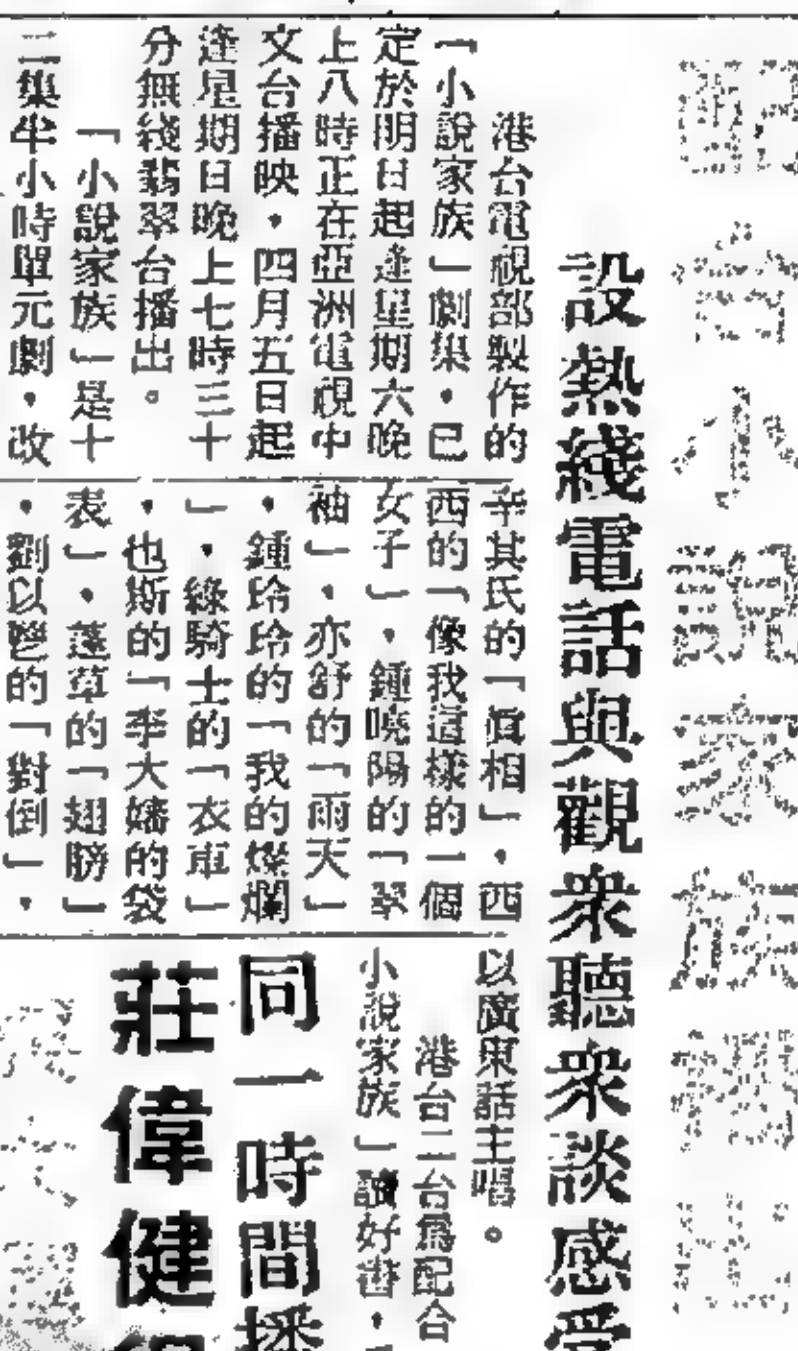 小說家族
設熱綫電話與觀衆聽衆談感受
港台電視部製作的
「小說家族」劇集，已
定於明日起逢星期六晚
上八時正在亞洲電視中
文台播映，四月五日起
逢星期日晚上七時三十
分無綫翡翠台播出。
「小說家族」是十
二集半小時單元劇，改
辛其氏的「眞相」，西
西的「像我這樣的一個
女子」，鍾曉陽的「翠
袖」，亦舒的「雨天」
，鍾玲玲的「我的燦爛
」，綠騎士的「衣車」
，也斯的「李大嬸的袋
表」，蓬草的「翅膀」
，劉以鬯的「對倒」，
以廣東話主唱。
港台二台爲配合
小說家族」讀好書，
同一時間播
莊偉健